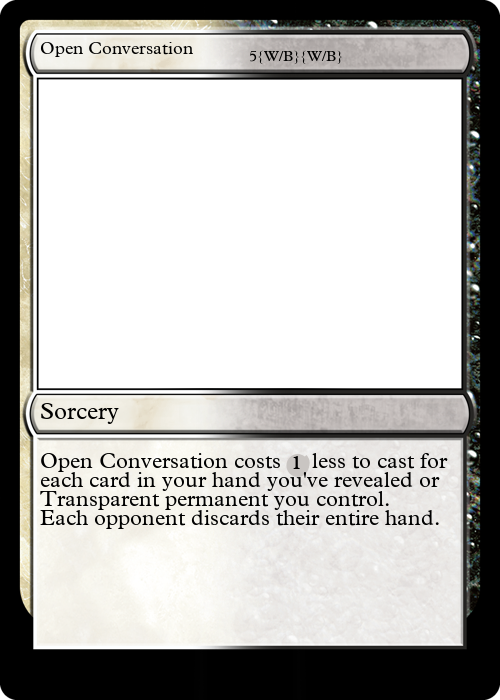 Open Conversation 5{W/B}{W/B}
Sorcery
Open Conversation costs 1 less to cast for
each card in your hand you've revealed or
Transparent permanent you control.
Each opponent discards their entire hand.